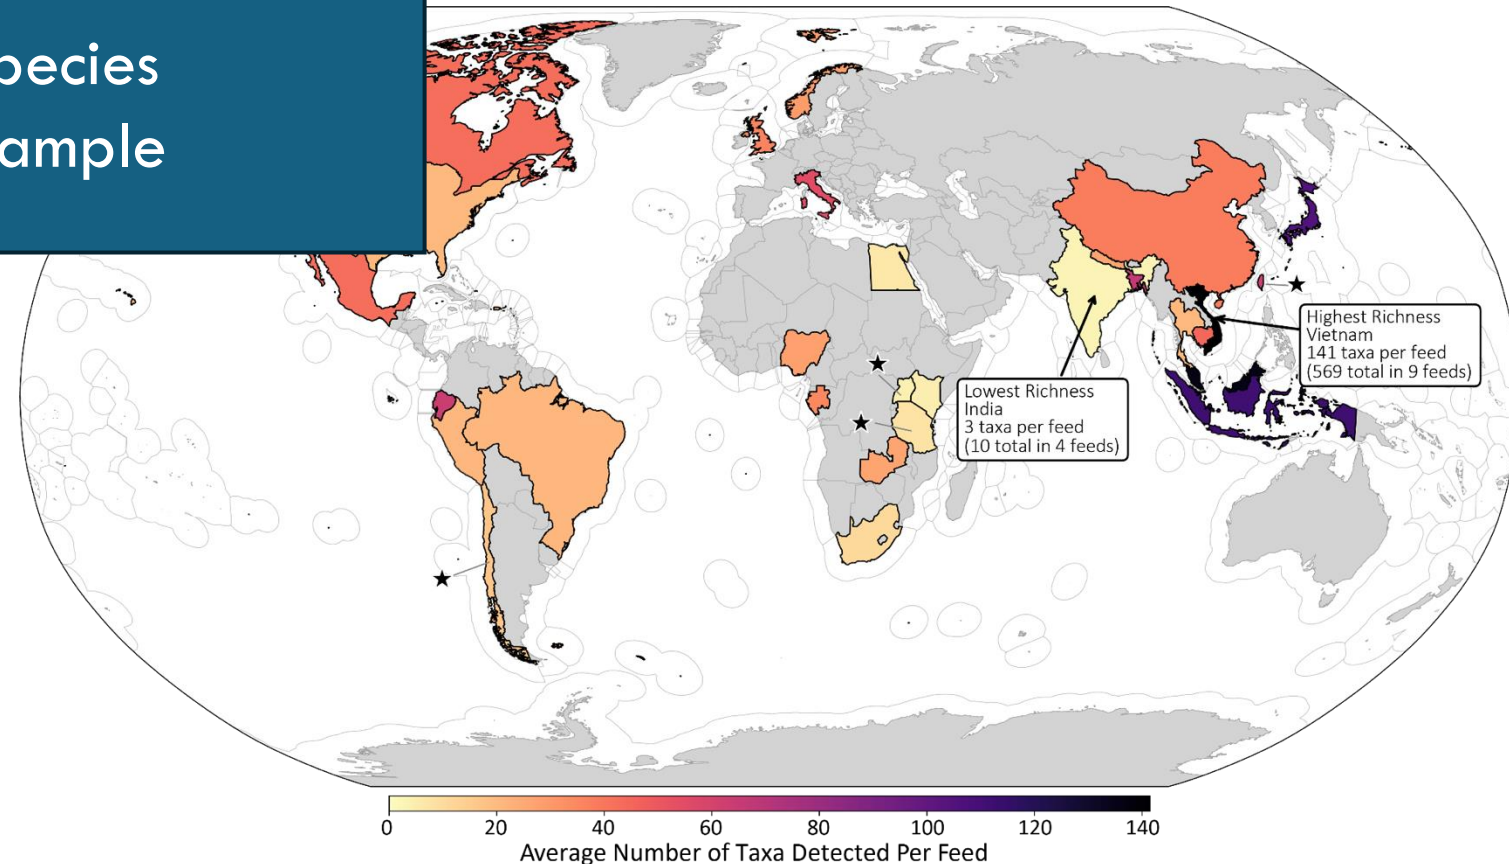 pecies
ample
Highest Richness
Vietnam
141 taxa per feed
(569 total in 9 feeds)
Lowest Richness
India
3 taxa per feed
(10 total in 4 feeds)
0 20 40 60 80 100 120 140
Average Number of Taxa Detected Per Feed